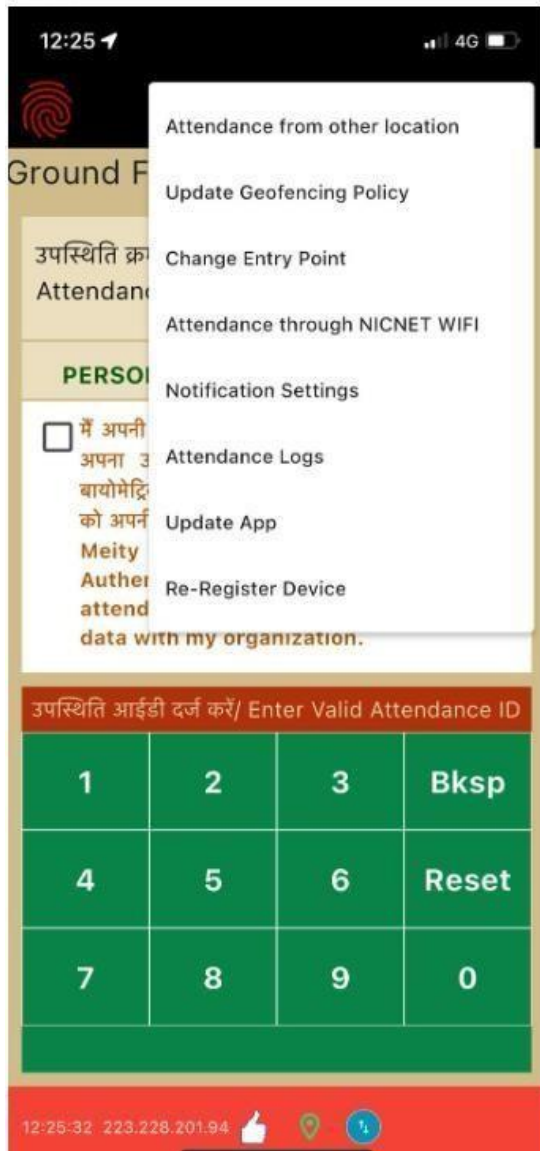 12:25
4G
Ground F
Attendance from other location
Update Geofencing Policy
Change Entry Point
Attendance through NICNET WIFI
Notification Settings
Attendance Logs
Update App
Re-Register Device
उपस्थिति क्र
Attendanc
PERSO
मैं अपनी
अपना उ
बायोमेट्रि
को अपनी
Meity
Auther
attend
data with my organization.
उपस्थिति आईडी दर्ज करें/ Enter Valid Attendance ID
1 2 3 Bksp
4 5 6 Reset
7 8 9 0
12:25:32 223.228.201.94